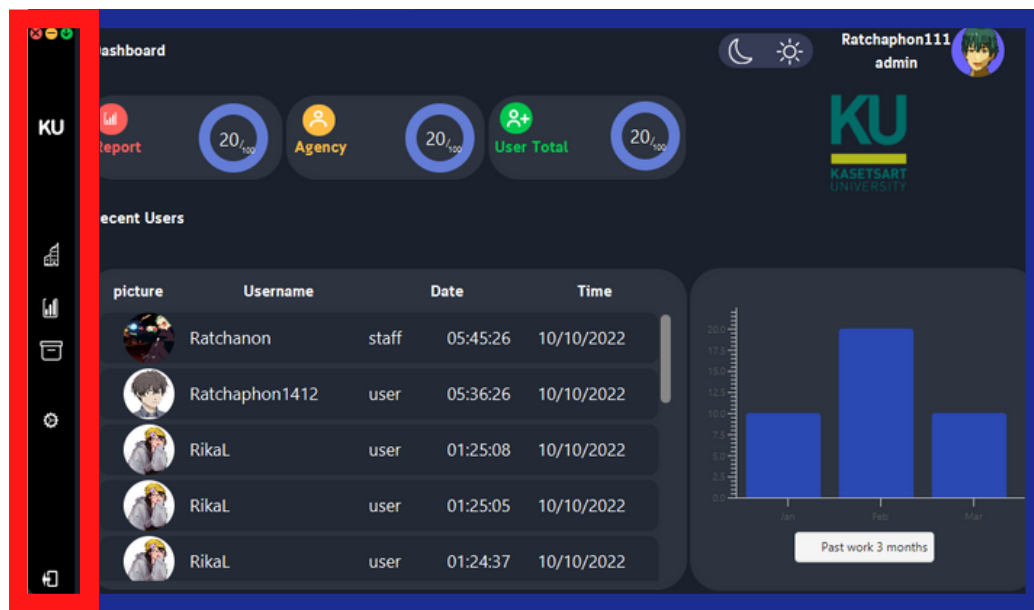 Dashboard
Ratchaphon111
admin
KU
Report
20/100
Agency
20/100
User Total
20/100
KU
KASETSART
UNIVERSITY
ecent Users
picture Username Date Time
Ratchanon staff 05:45:26 10/10/2022
Ratchaphon1412 user 05:36:26 10/10/2022
RikaL user 01:25:08 10/10/2022
RikaL user 01:25:05 10/10/2022
RikaL user 01:24:37 10/10/2022
20.0
17.5
15.0
12.5
10.0
7.5
5.0
2.5
0.0
Jan Feb Mar
Past work 3 months